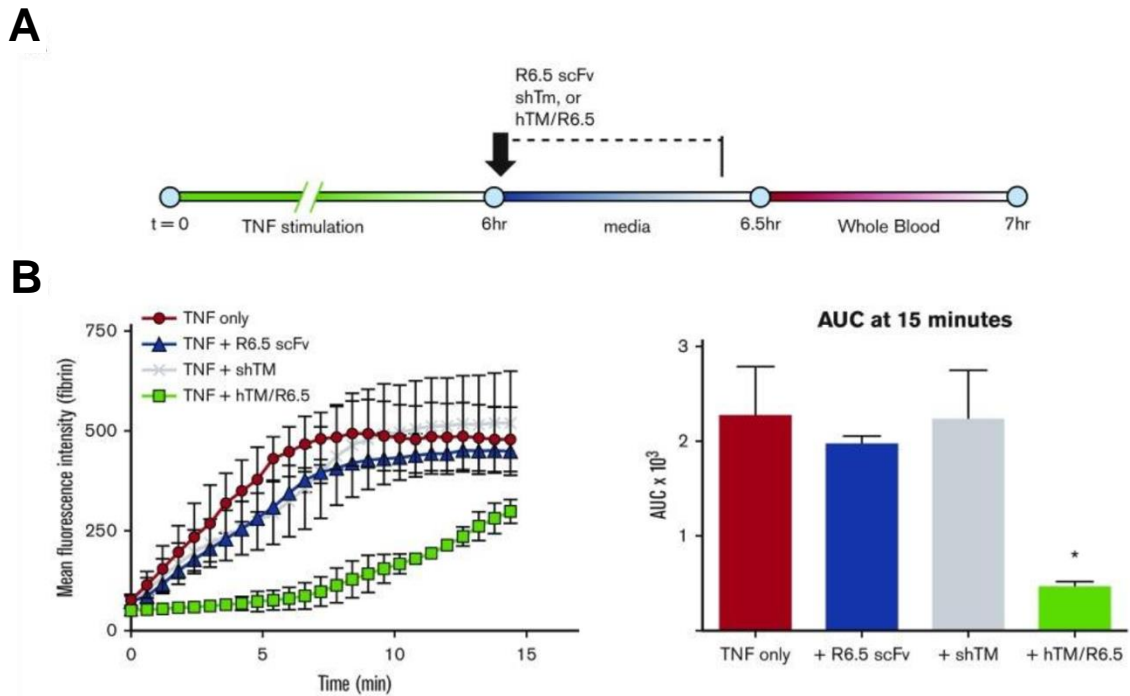 A
R6.5 scFv
shTm, or
hTM/R6.5
t = 0
TNF stimulation
6hr
media
6.5hr
Whole Blood
7hr
B
TNF only
TNF + R6.5 scFv
TNF + shTM
TNF + hTM/R6.5
Mean fluorescence intensity (fibrin)
750
500
250
0
0
5
10
15
Time (min)
AUC at 15 minutes
AUC x 10³
3
2
1
*
TNF only
+ R6.5 scFv
+ shTM
+ hTM/R6.5